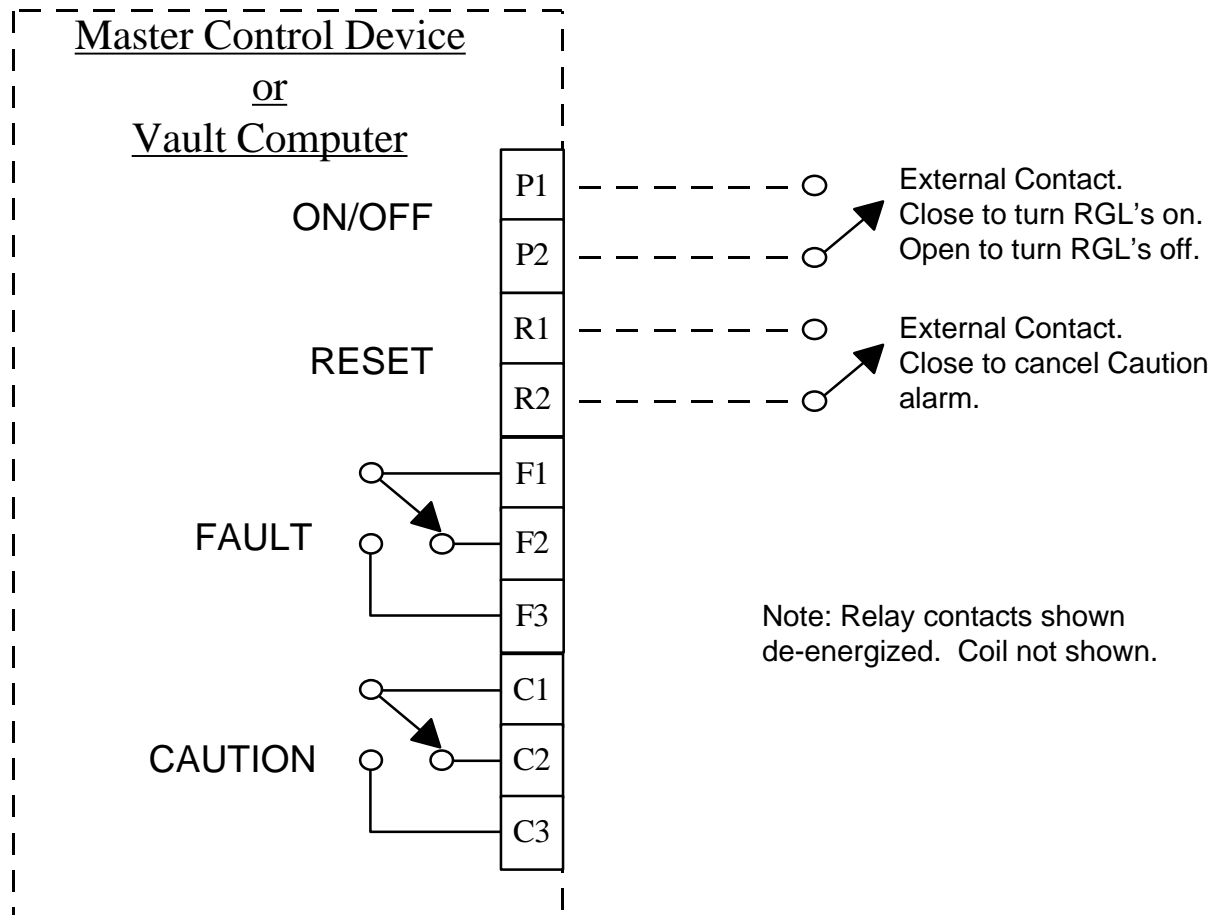 Master Control Device
or
Vault Computer
ON/OFF
P1
P2
External Contact.
Close to turn RGL’s on.
Open to turn RGL’s off.
RESET
R1
R2
External Contact.
Close to cancel Caution
alarm.
FAULT
F1
F2
F3
Note: Relay contacts shown
de-energized.  Coil not shown.
CAUTION
C1
C2
C3